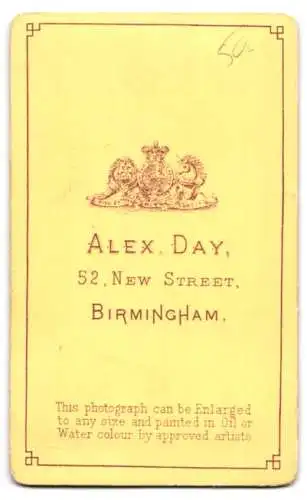 50-
ALEX. DAY,
52, NEW STREET,
BIRMINGHAM.
This photograph can be Enlarged
to any size and painted in Oil or
Water colour by approved artists